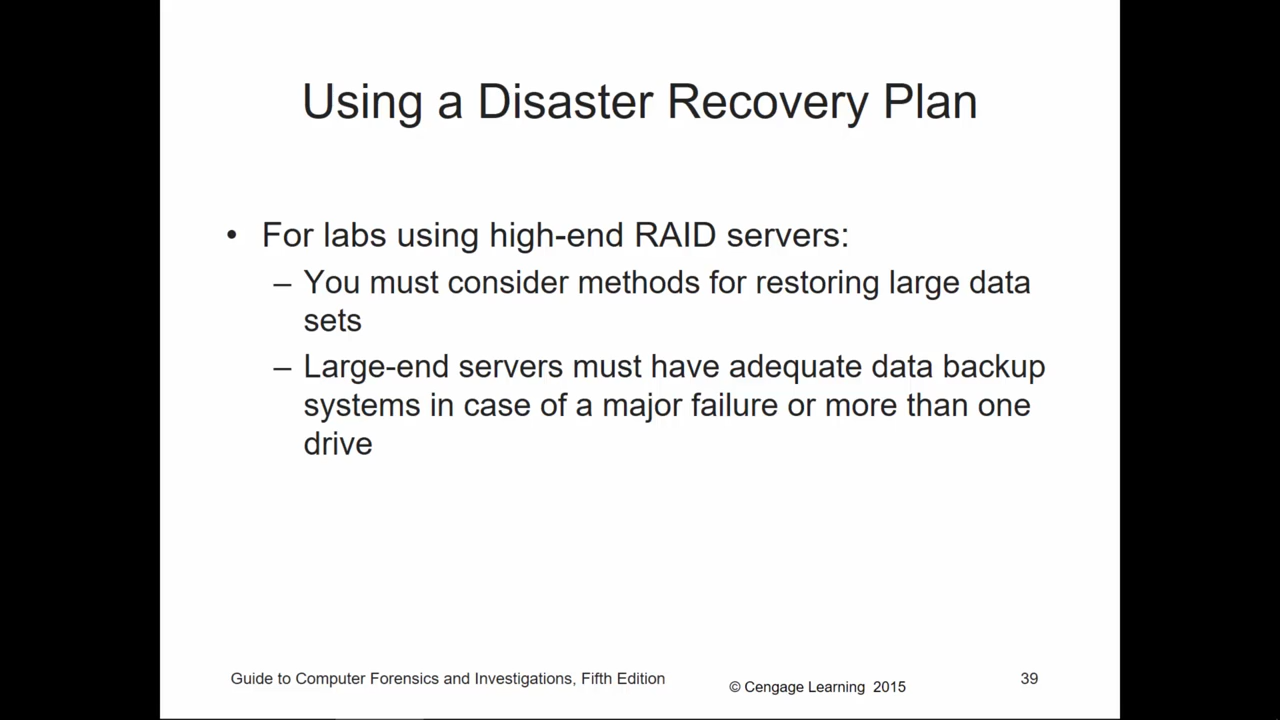 Using a Disaster Recovery Plan
• For labs using high-end RAID servers:
– You must consider methods for restoring large data
sets
– Large-end servers must have adequate data backup
systems in case of a major failure or more than one
drive
Guide to Computer Forensics and Investigations, Fifth Edition
© Cengage Learning 2015
39